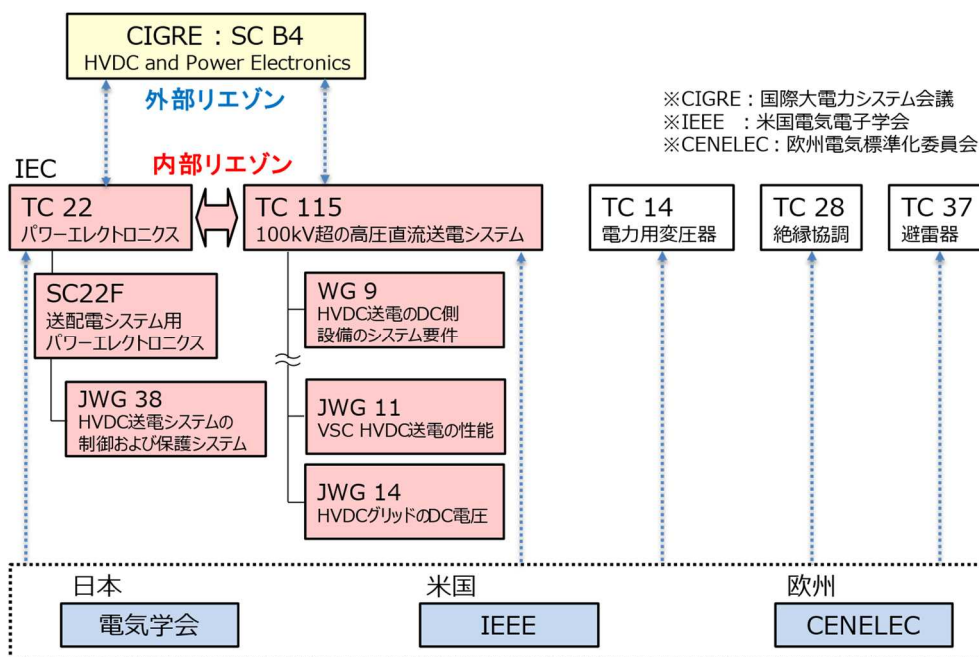 CIGRE : SC B4
HVDC and Power Electronics
外部リエゾン
※CIGRE : 国際大電力システム会議
※IEEE : 米国電気電子学会
※CENELEC : 欧州電気標準化委員会
内部リエゾン
IEC
TC 22
パワーエレクトロニクス
TC 115
100kV超の高圧直流送電システム
TC 14
電力用変圧器
TC 28
絶縁協調
TC 37
避雷器
SC22F
送配電システム用
パワーエレクトロニクス
WG 9
HVDC送電のDC側
設備のシステム要件
JWG 38
HVDC送電システムの
制御および保護システム
JWG 11
VSC HVDC送電の性能
JWG 14
HVDCグリッドのDC電圧
日本
電気学会
米国
IEEE
欧州
CENELEC